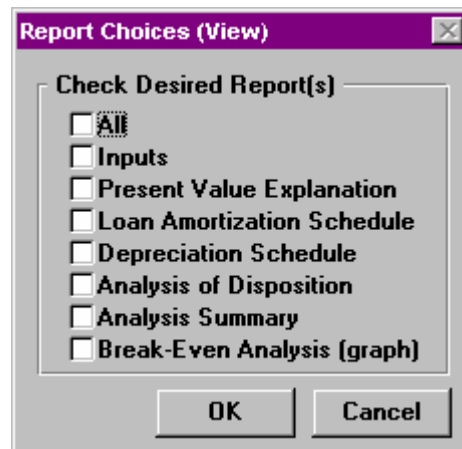 Report Choices (View)
Check Desired Report(s)
All
Inputs
Present Value Explanation
Loan Amortization Schedule
Depreciation Schedule
Analysis of Disposition
Analysis Summary
Break-Even Analysis (graph)
OK Cancel